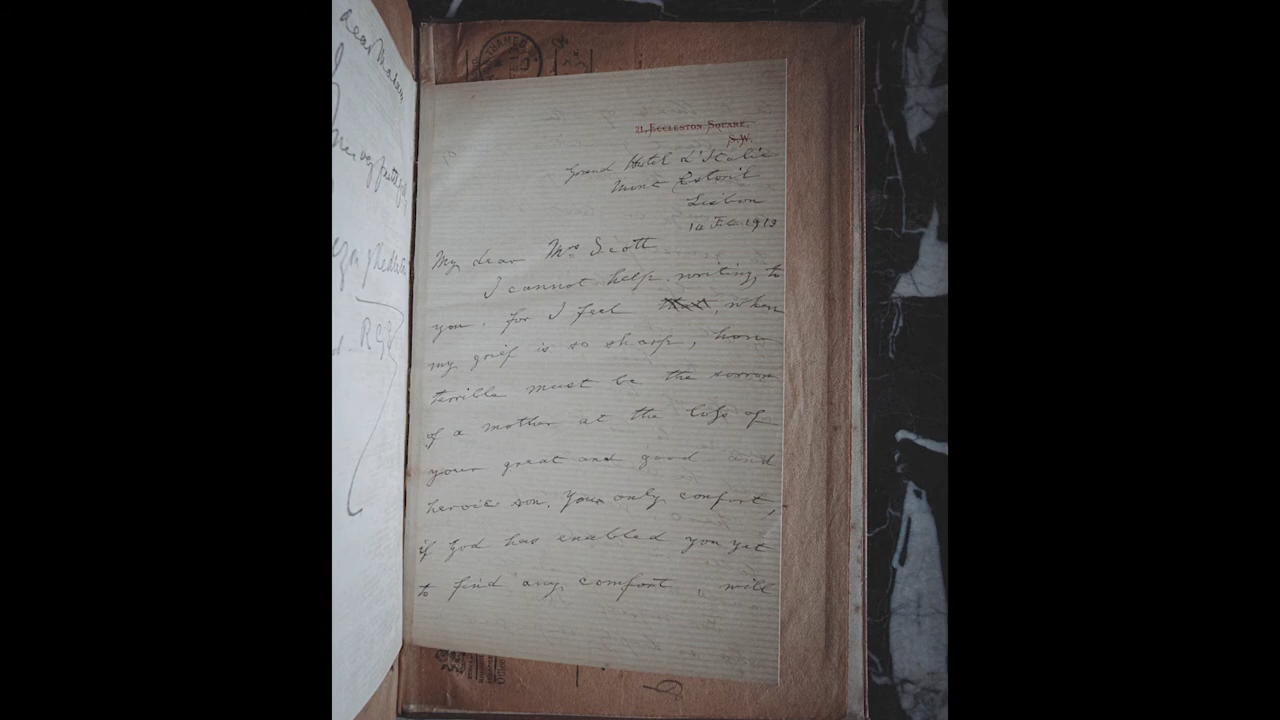 dear Madam
21, ECCLESTON SQUARE,
S.W.
Grand Hotel d'Italie
Mont Estoril
Lisbon
14 Feb 1913
My dear Mrs Scott
I cannot help writing to
you, for I feel that, when
my grief is so sharp, how
terrible must be the sorrow
of a mother at the loss of
your great and good and
heroic son. Your only comfort,
if God has enabled you yet
to find any comfort, will